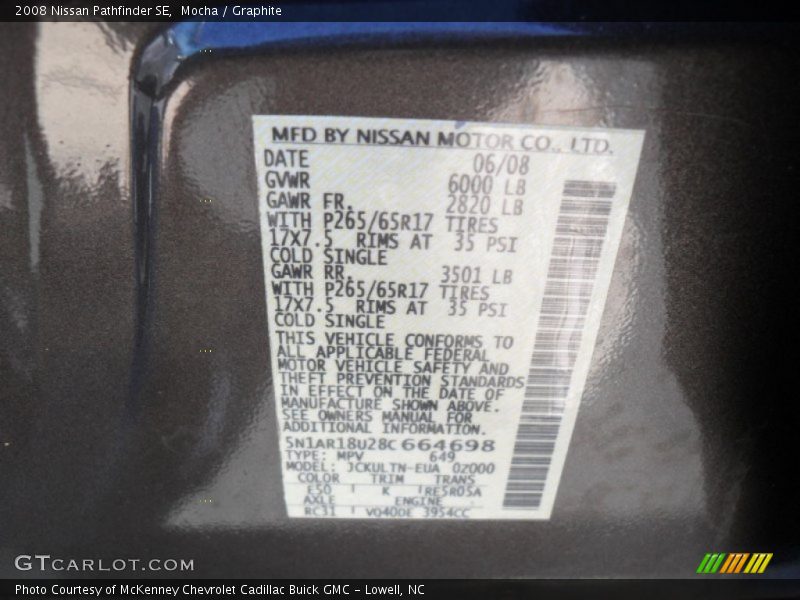 2008 Nissan Pathfinder SE, Mocha / Graphite
MFD BY NISSAN MOTOR CO., LTD.
DATE 06/08
GVWR 6000 LB
GAWR FR. 2820 LB
WITH P265/65R17 TIRES
17X7.5 RIMS AT 35 PSI
COLD SINGLE
GAWR RR. 3501 LB
WITH P265/65R17 TIRES
17X7.5 RIMS AT 35 PSI
COLD SINGLE
THIS VEHICLE CONFORMS TO
ALL APPLICABLE FEDERAL
MOTOR VEHICLE SAFETY AND
THEFT PREVENTION STANDARDS
IN EFFECT ON THE DATE OF
MANUFACTURE SHOWN ABOVE.
SEE OWNERS MANUAL FOR
ADDITIONAL INFORMATION.
5N1AR18U28C664698
TYPE: MPV 649
MODEL: JCKULTN-EUA 02000
COLOR TRIM TRANS
E50 K RE5R05A
AXLE ENGINE
RC31 VQ40DE 3954CC
GTCARLOT.COM
Photo Courtesy of McKenney Chevrolet Cadillac Buick GMC - Lowell, NC